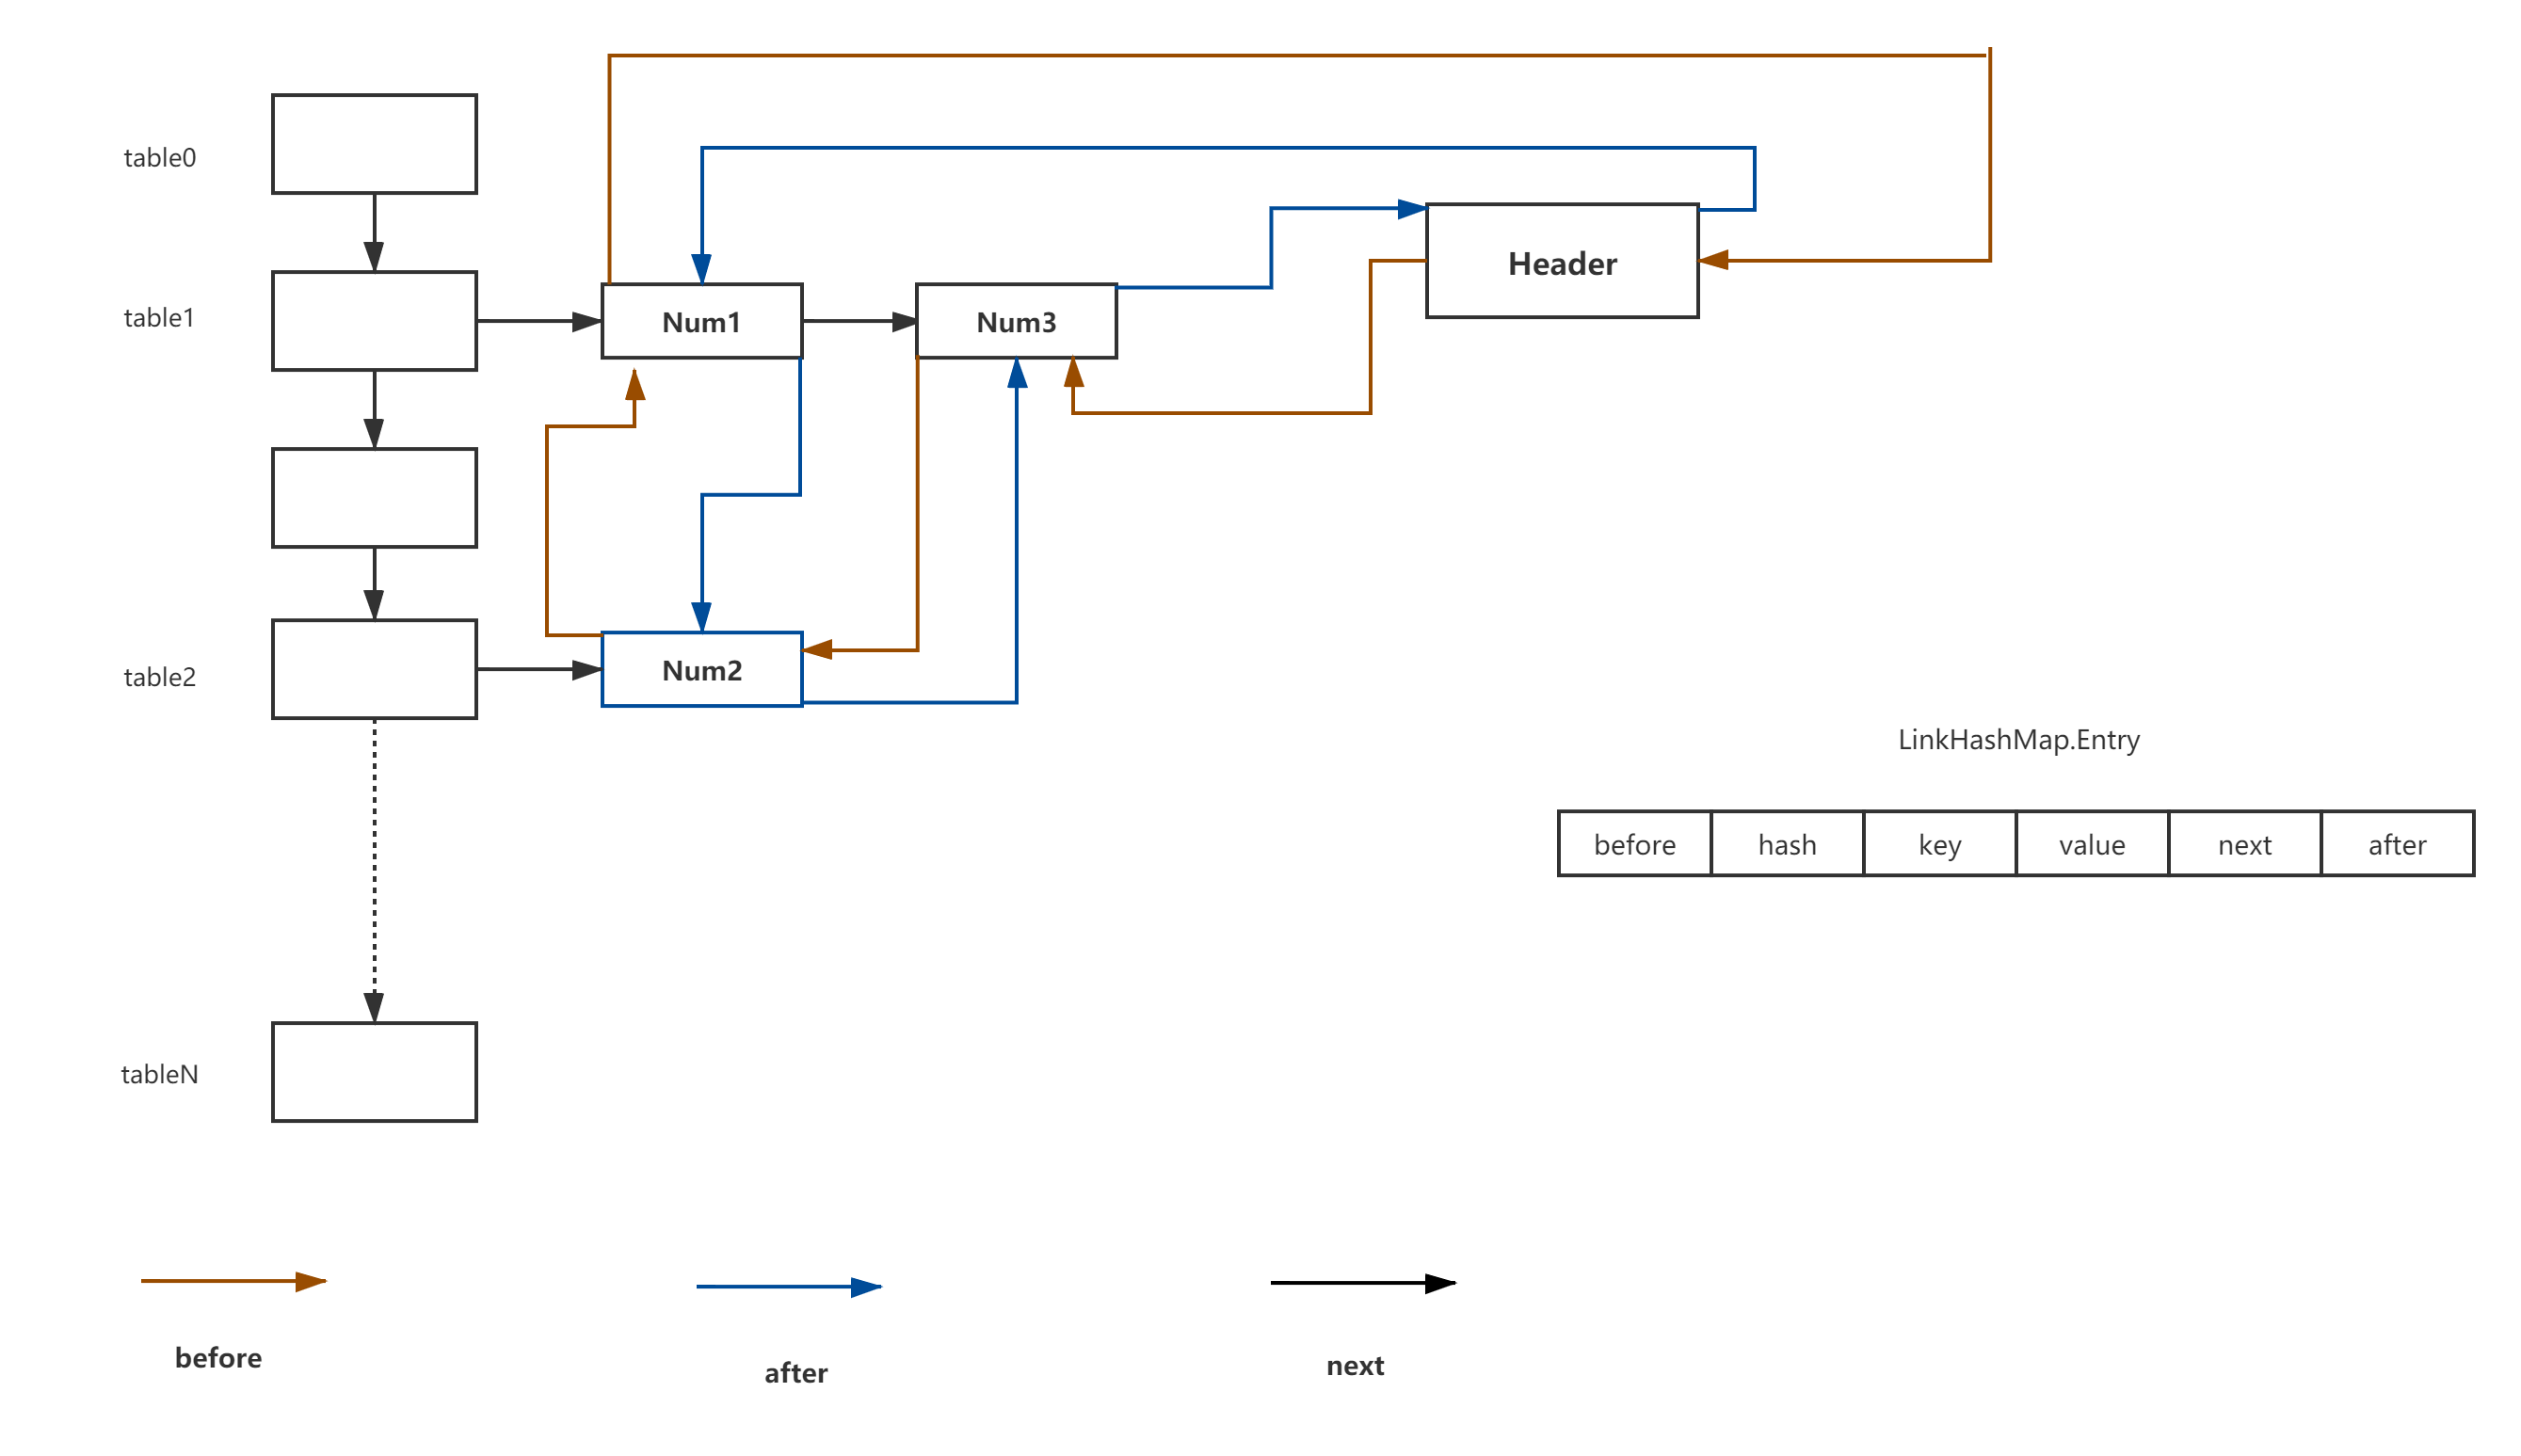 table0
Header
table1
Num1
Num3
table2
Num2
LinkHashMap.Entry
before hash key value next after
tableN
before
after
next